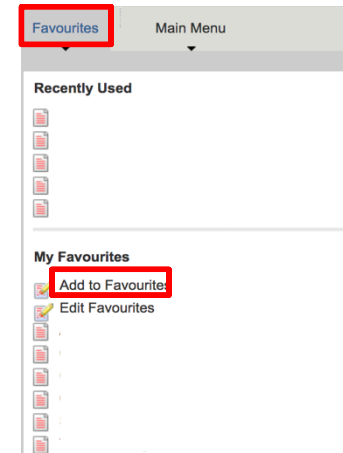 Favourites Main Menu
Recently Used
My Favourites
Add to Favourites
Edit Favourites